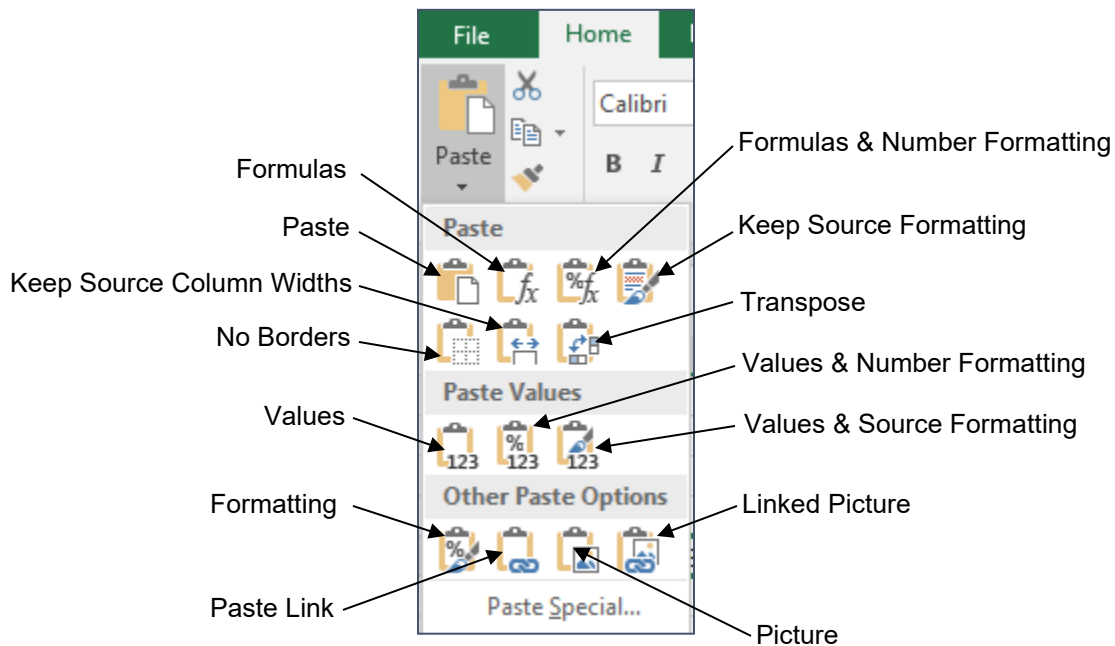 File Home
Calibri
Paste
B I
Formulas & Number Formatting
Formulas
Paste
Paste
Keep Source Formatting
Keep Source Column Widths
Transpose
No Borders
Values & Number Formatting
Paste Values
Values
Values & Source Formatting
% 123 123 123
Other Paste Options
Formatting
Linked Picture
Paste Special...
Paste Link
Picture